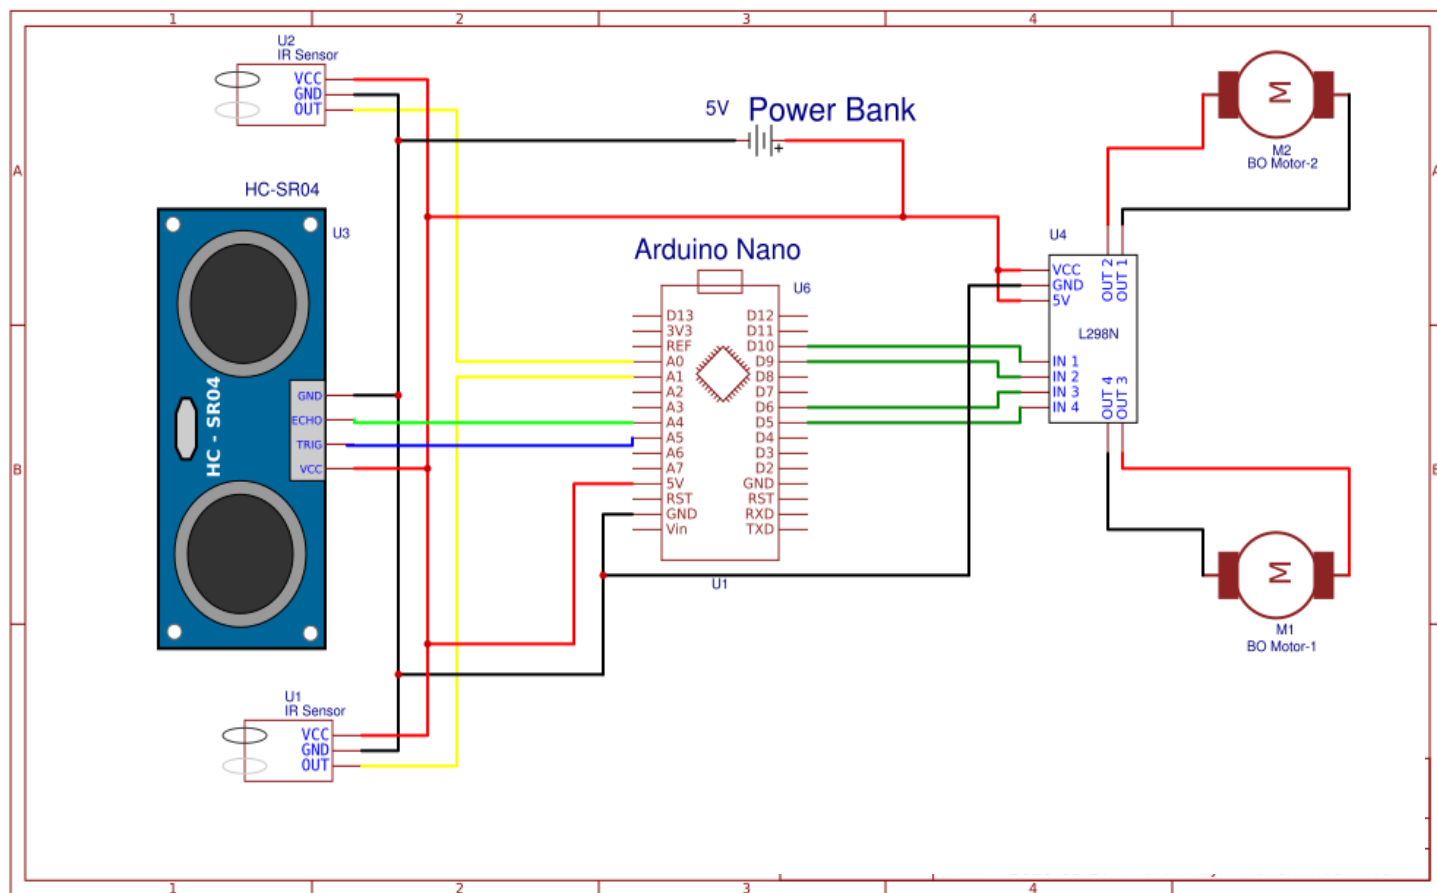 1 2 3 4
A
A
B
B
U2
IR Sensor
VCC
GND
OUT
5V Power Bank
+
M
M2
BO Motor-2
HC-SR04
U3
HC - SR04
GND
ECHO
TRIG
VCC
Arduino Nano
U6
D13 D12
3V3 D11
REF D10
A0 D9
A1 D8
A2 D7
A3 D6
A4 D5
A5 D4
A6 D3
A7 D2
5V GND
RST RST
GND RXD
Vin TXD
U1
U4
VCC
GND
5V
OUT 2
OUT 1
L298N
IN 1
IN 2
IN 3
IN 4
OUT 4
OUT 3
M
M1
BO Motor-1
U1
IR Sensor
VCC
GND
OUT
1 2 3 4